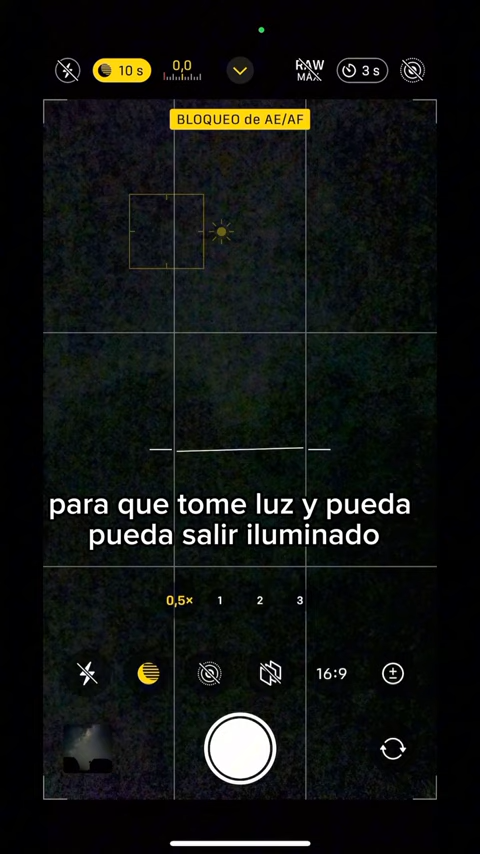 10 s
0,0
RAW
MAX
3 s
BLOQUEO de AE/AF
para que tome luz y pueda
pueda salir iluminado
0,5× 1 2 3
16:9